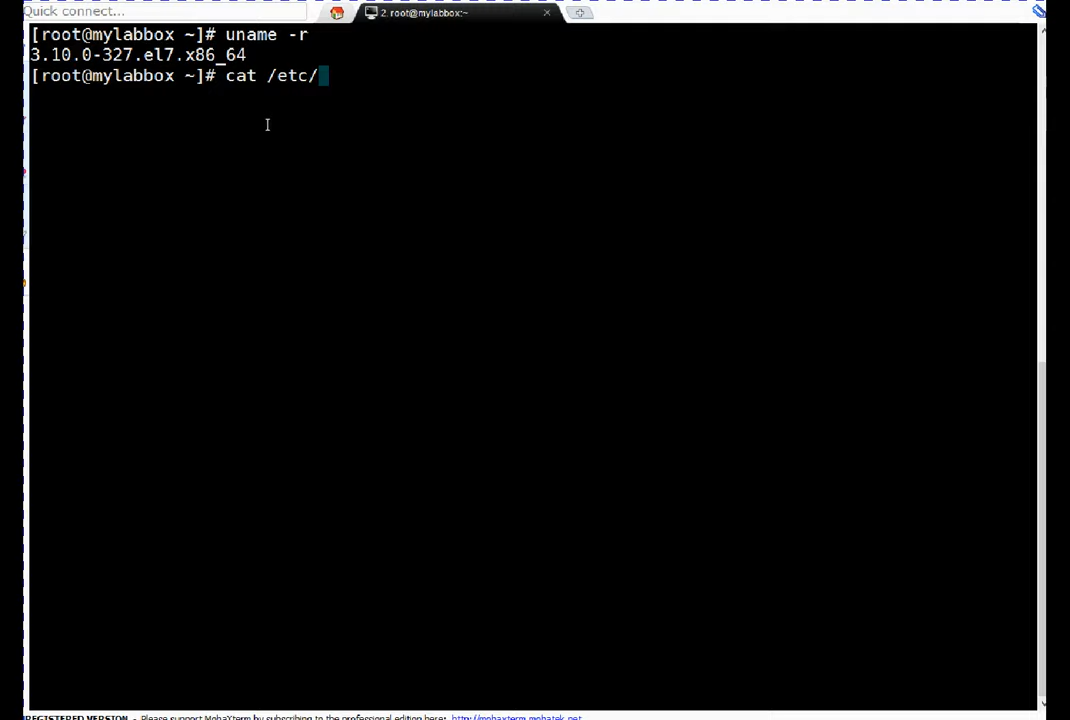 Quick connect...
2. root@mylabbox:~
[root@mylabbox ~]# uname -r
3.10.0-327.el7.x86_64
[root@mylabbox ~]# cat /etc/
REGISTERED VERSION - Please support MobaXterm by subscribing to the professional edition here: http://mobaxterm.mobatek.net